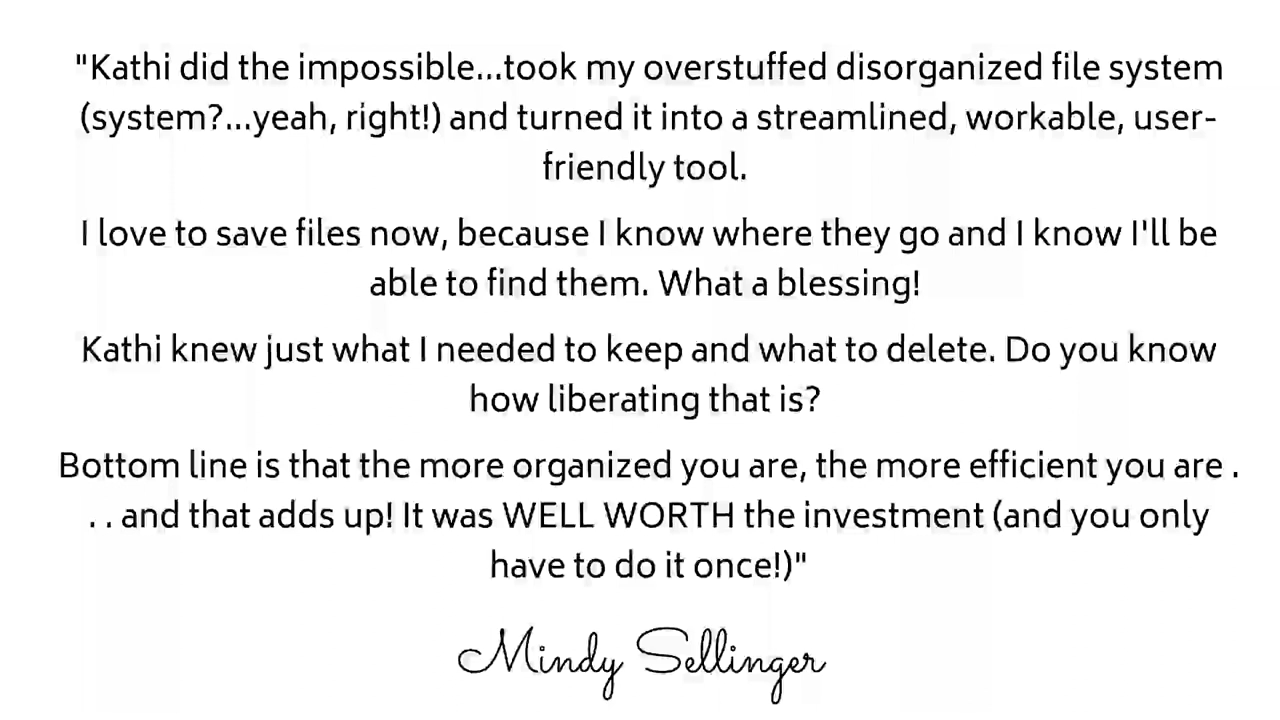 "Kathi did the impossible...took my overstuffed disorganized file system
(system?...yeah, right!) and turned it into a streamlined, workable, user-
friendly tool.
I love to save files now, because I know where they go and I know I'll be
able to find them. What a blessing!
Kathi knew just what I needed to keep and what to delete. Do you know
how liberating that is?
Bottom line is that the more organized you are, the more efficient you are .
. . and that adds up! It was WELL WORTH the investment (and you only
have to do it once!)"
Mindy Sellinger